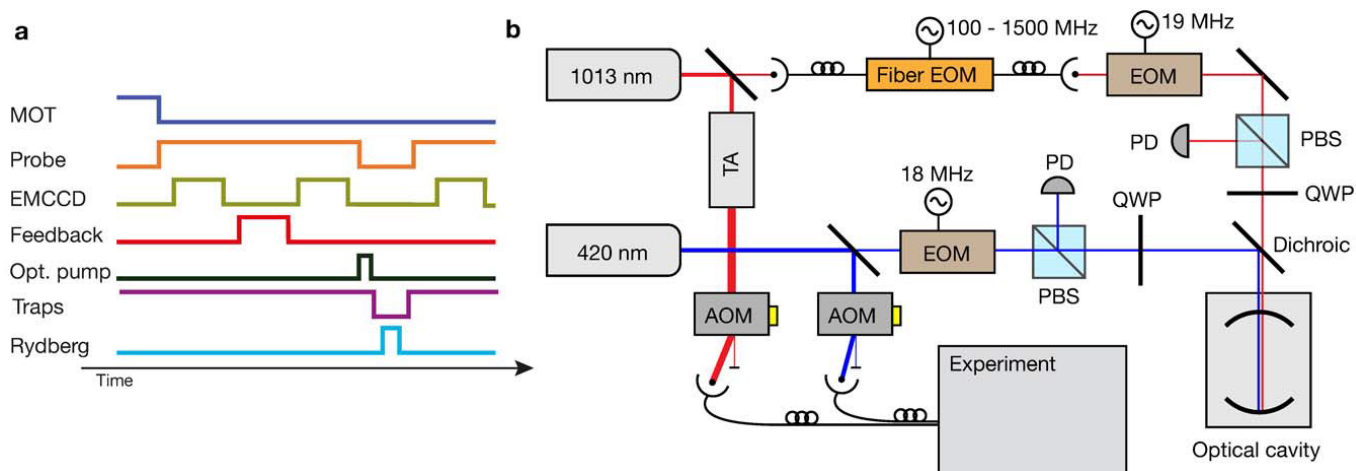 a
MOT
Probe
EMCCD
Feedback
Opt. pump
Traps
Rydberg
Time
b
1013 nm
100 - 1500 MHz
Fiber EOM
19 MHz
EOM
PD
PBS
TA
QWP
18 MHz
PD
QWP
420 nm
EOM
PBS
Dichroic
AOM
AOM
Experiment
Optical cavity